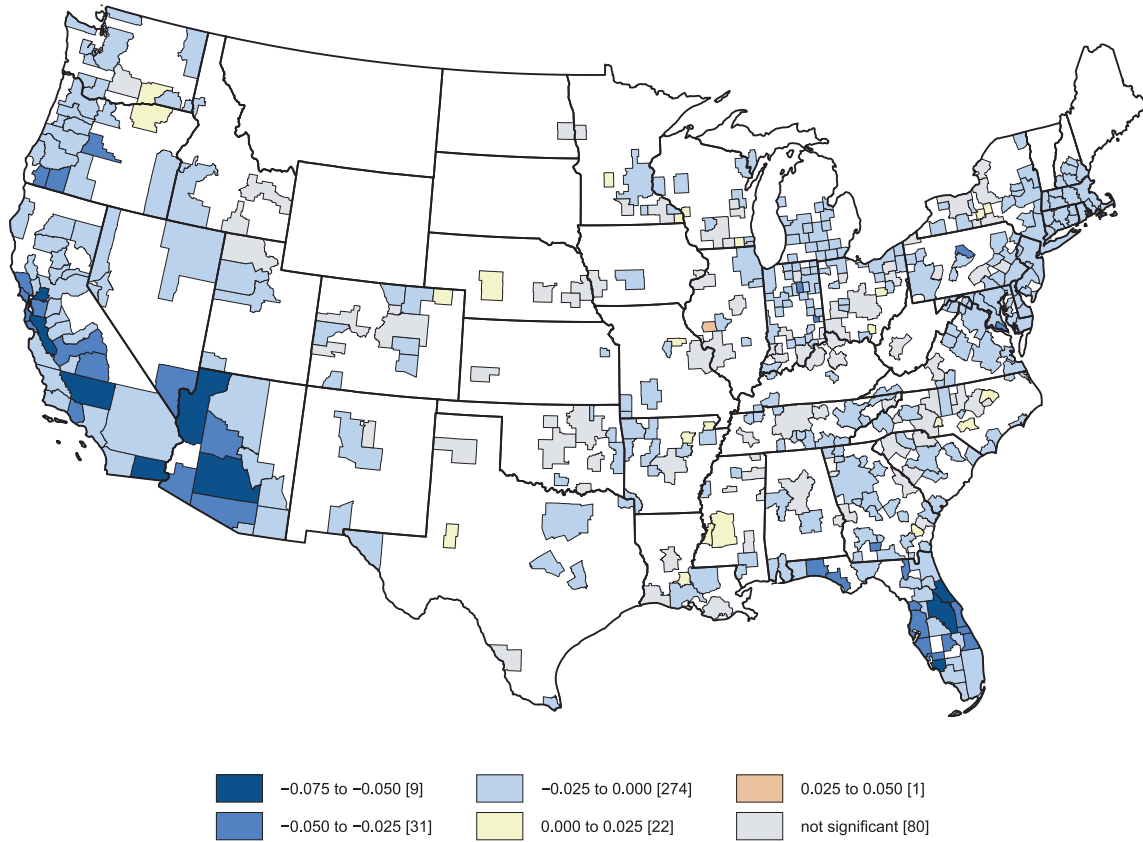 −0.075 to −0.050 [9]
−0.025 to 0.000 [274]
0.025 to 0.050 [1]
−0.050 to −0.025 [31]
0.000 to 0.025 [22]
not significant [80]